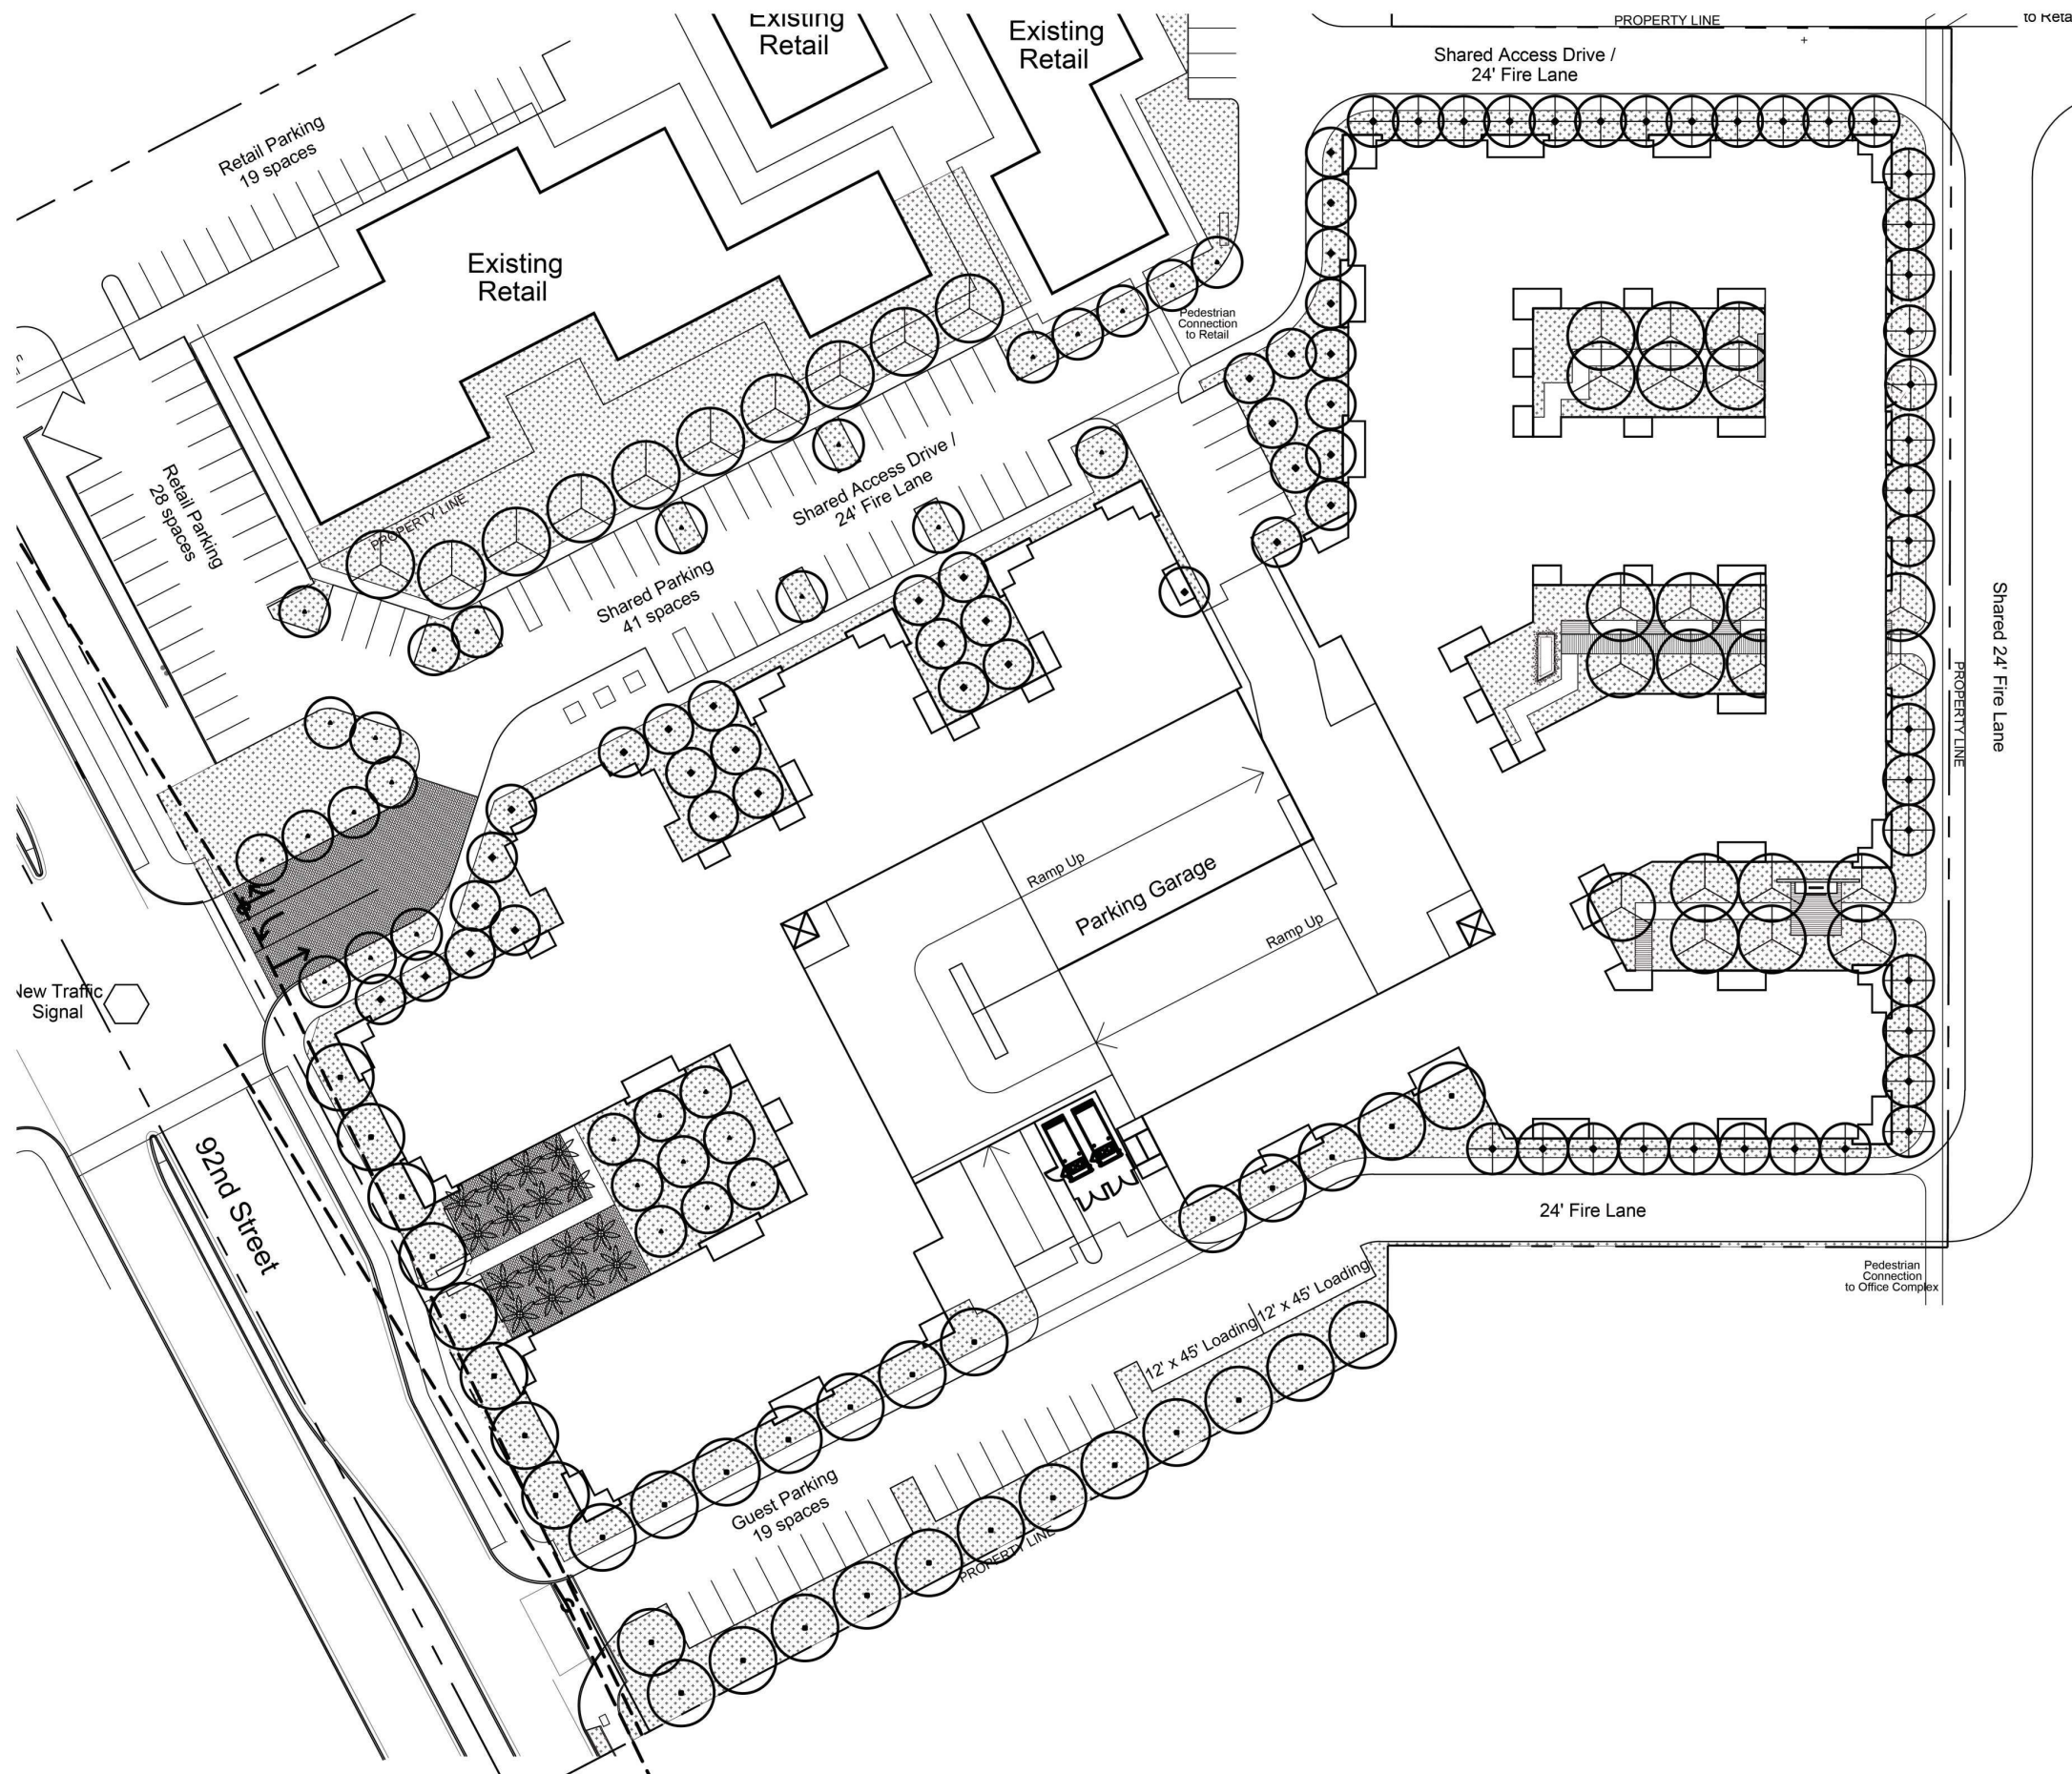 Existing
Retail
Existing
Retail
PROPERTY LINE
Shared Access Drive /
24' Fire Lane
Retail Parking
19 spaces
Existing
Retail
Pedestrian
Connection
to Retail
Retail Parking
28 spaces
PROPERTY LINE
Shared Access Drive /
24' Fire Lane
Shared Parking
41 spaces
Shared 24' Fire Lane
PROPERTY LINE
Ramp Up
Parking Garage
Ramp Up
New Traffic
Signal
92nd Street
24' Fire Lane
Pedestrian
Connection
to Office Complex
12' x 45' Loading
12' x 45' Loading
Guest Parking
19 spaces
PROPERTY LINE